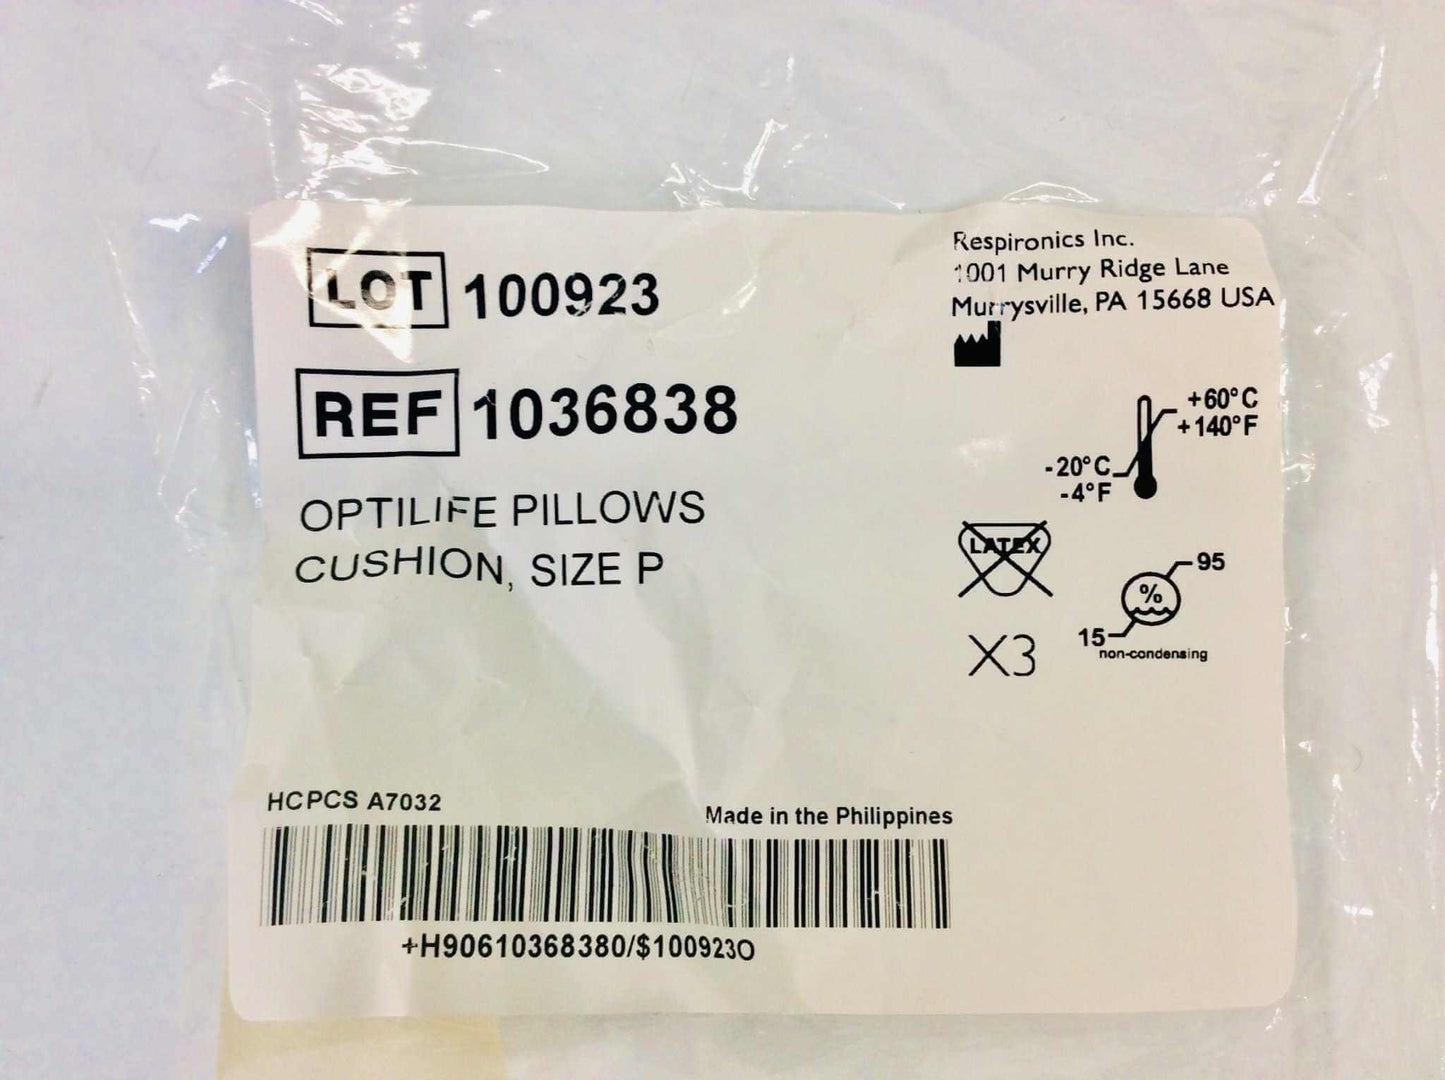 LOT 100923
REF 1036838
OPTILIFE PILLOWS
CUSHION, SIZE P
Respironics Inc.
1001 Murry Ridge Lane
Murrysville, PA 15668 USA
+60°C
+140°F
-20°C
-4°F
LATEX
95
%
15
non-condensing
X3
HCPCS A7032
Made in the Philippines
+H90610368380/$100923O